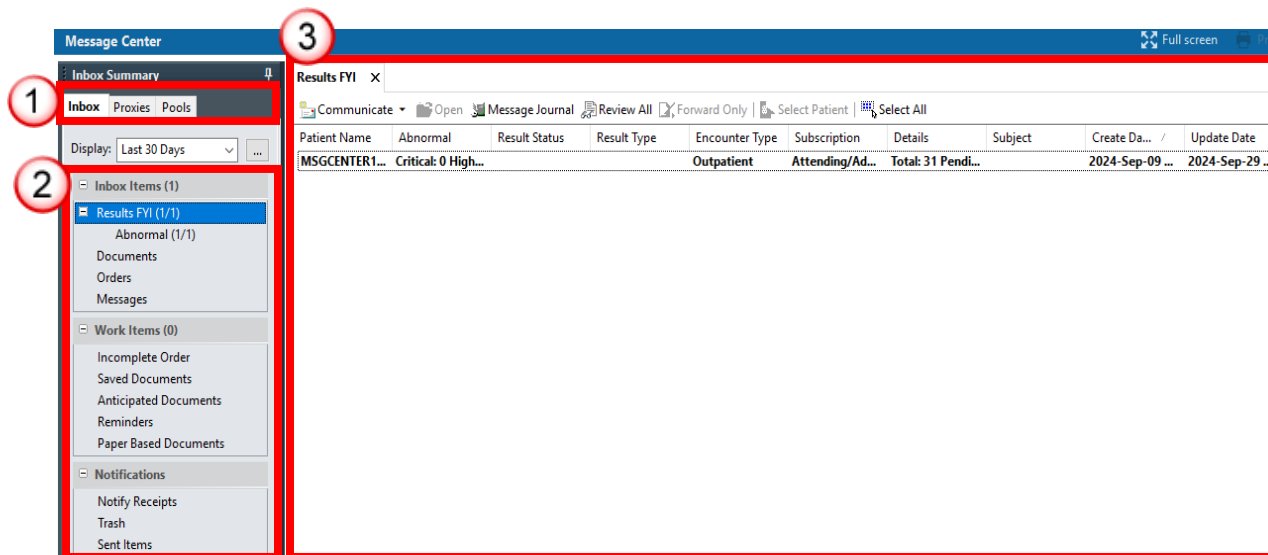 Message Center
3
Full screen
Inbox Summary
Results FYI X
1
Inbox Proxies Pools
Communicate Open Message Journal Review All Forward Only Select Patient Select All
Display: Last 30 Days ...
Patient Name Abnormal Result Status Result Type Encounter Type Subscription Details Subject Create Da... Update Date
MSGCENTER1... Critical: 0 High... Outpatient Attending/Ad... Total: 31 Pendi... 2024-Sep-09 ... 2024-Sep-29 ...
2
Inbox Items (1)
Results FYI (1/1)
Abnormal (1/1)
Documents
Orders
Messages
Work Items (0)
Incomplete Order
Saved Documents
Anticipated Documents
Reminders
Paper Based Documents
Notifications
Notify Receipts
Trash
Sent Items